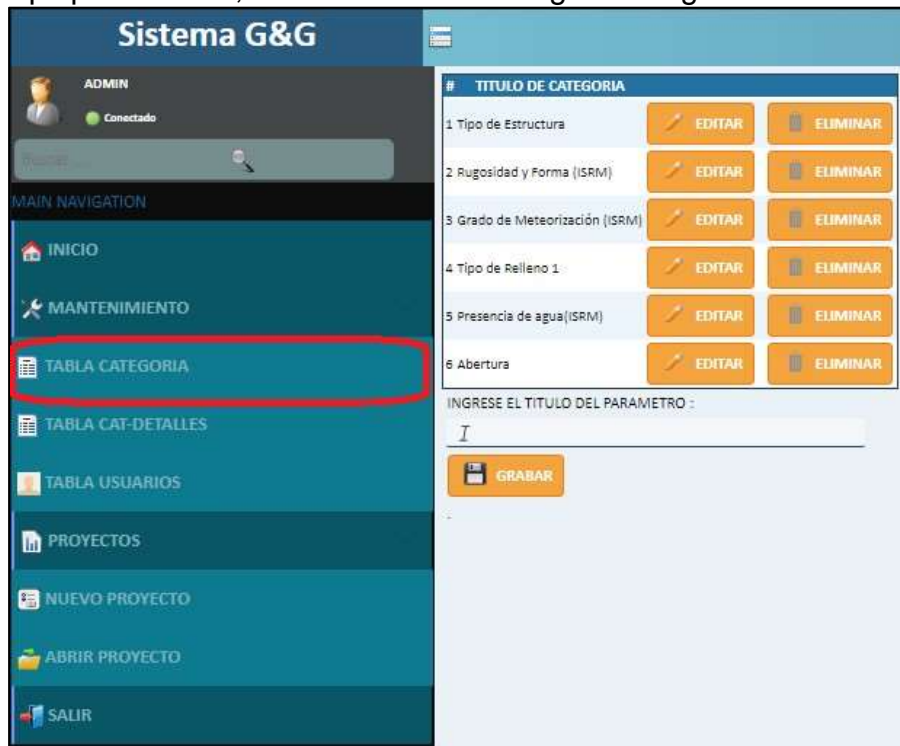 Sistema G&G
ADMIN
Conectado
MAIN NAVIGATION
INICIO
MANTENIMIENTO
TABLA CATEGORIA
TABLA CAT-DETALLES
TABLA USUARIOS
PROYECTOS
NUEVO PROYECTO
ABRIR PROYECTO
SALIR
# TITULO DE CATEGORIA
1 Tipo de Estructura EDITAR ELIMINAR
2 Rugosidad y Forma (ISRM) EDITAR ELIMINAR
3 Grado de Meteorización (ISRM) EDITAR ELIMINAR
4 Tipo de Relleno 1 EDITAR ELIMINAR
5 Presencia de agua(ISRM) EDITAR ELIMINAR
6 Abertura EDITAR ELIMINAR
INGRESE EL TITULO DEL PARAMETRO :
GRABAR